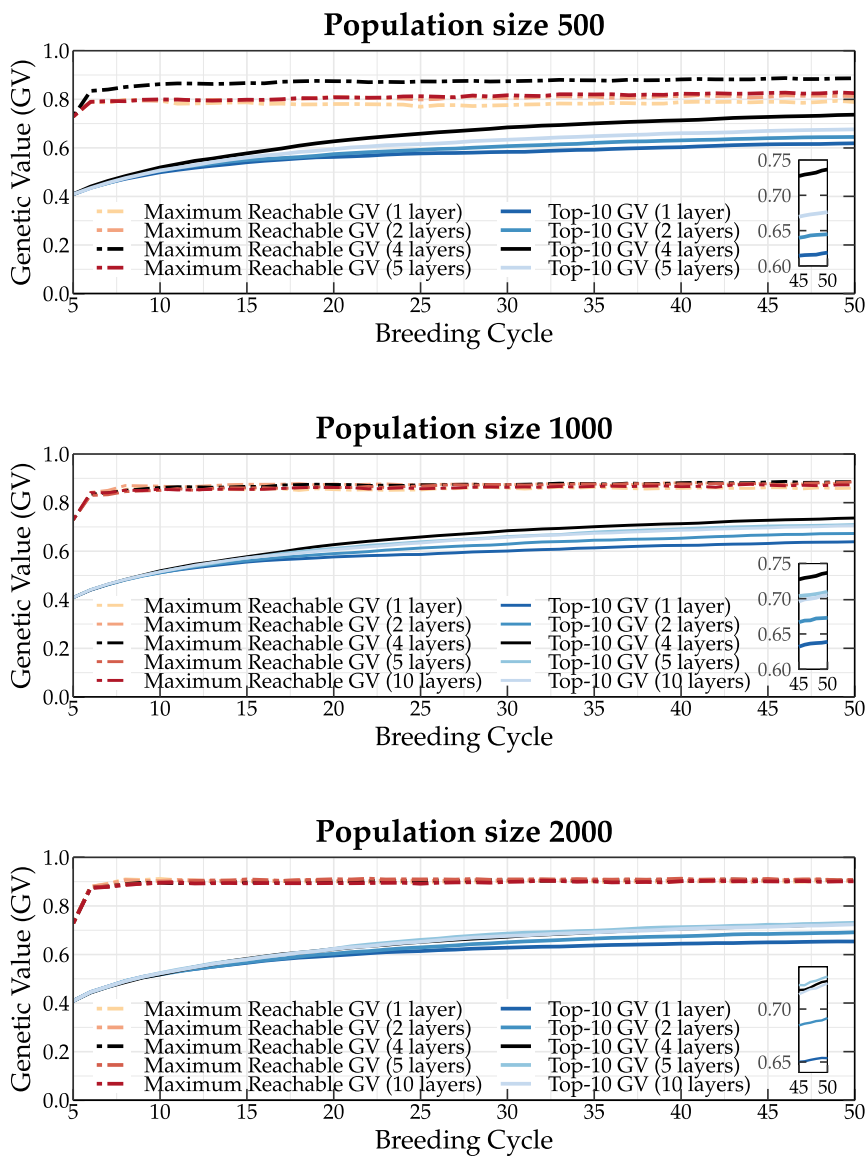 Population size 500
Genetic Value (GV)
1.0
0.8
0.6
0.4
0.2
0.0
Maximum Reachable GV (1 layer)
Maximum Reachable GV (2 layers)
Maximum Reachable GV (4 layers)
Maximum Reachable GV (5 layers)
Top-10 GV (1 layer)
Top-10 GV (2 layers)
Top-10 GV (4 layers)
Top-10 GV (5 layers)
0.75
0.70
0.65
0.60
45 50
5 10 15 20 25 30 35 40 45 50
Breeding Cycle
Population size 1000
Genetic Value (GV)
1.0
0.8
0.6
0.4
0.2
0.0
Maximum Reachable GV (1 layer)
Maximum Reachable GV (2 layers)
Maximum Reachable GV (4 layers)
Maximum Reachable GV (5 layers)
Maximum Reachable GV (10 layers)
Top-10 GV (1 layer)
Top-10 GV (2 layers)
Top-10 GV (4 layers)
Top-10 GV (5 layers)
Top-10 GV (10 layers)
0.75
0.70
0.65
0.60
45 50
5 10 15 20 25 30 35 40 45 50
Breeding Cycle
Population size 2000
Genetic Value (GV)
1.0
0.8
0.6
0.4
0.2
0.0
Maximum Reachable GV (1 layer)
Maximum Reachable GV (2 layers)
Maximum Reachable GV (4 layers)
Maximum Reachable GV (5 layers)
Maximum Reachable GV (10 layers)
Top-10 GV (1 layer)
Top-10 GV (2 layers)
Top-10 GV (4 layers)
Top-10 GV (5 layers)
Top-10 GV (10 layers)
0.70
0.65
45 50
5 10 15 20 25 30 35 40 45 50
Breeding Cycle